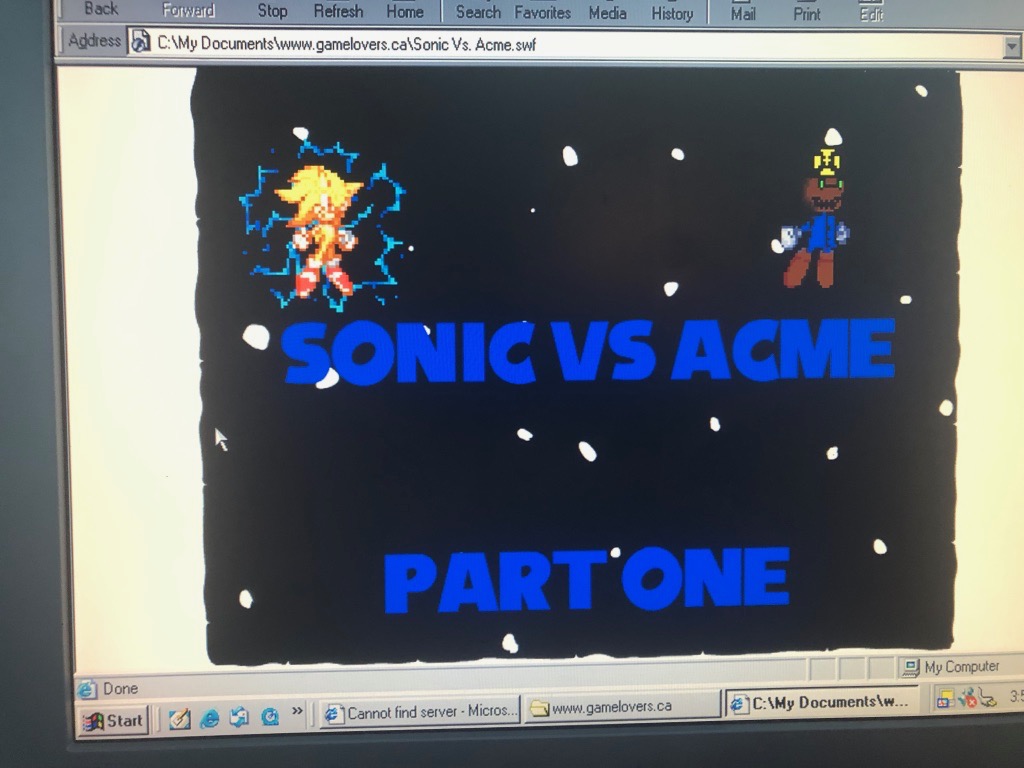 Back Forward Stop Refresh Home Search Favorites Media History Mail Print Edit
Address C:\My Documents\www.gamelovers.ca\Sonic Vs. Acme.swf
SONIC VS ACME
PART ONE
Done My Computer
Start » Cannot find server - Micros... www.gamelovers.ca C:\My Documents\w...